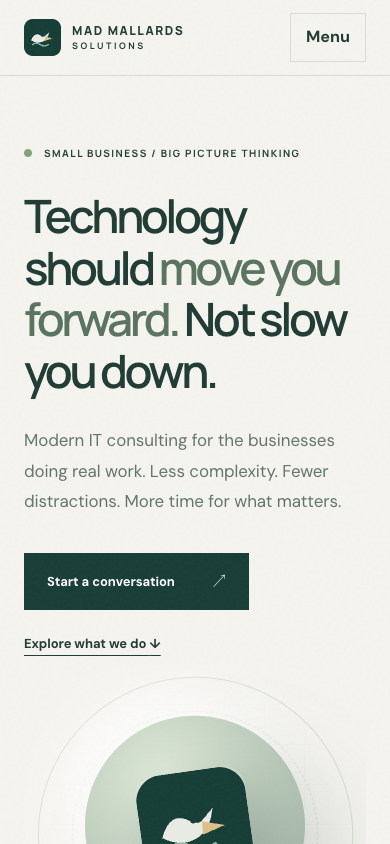 MAD MALLARDS
SOLUTIONS
Menu
SMALL BUSINESS / BIG PICTURE THINKING
Technology
should move you
forward. Not slow
you down.
Modern IT consulting for the businesses
doing real work. Less complexity. Fewer
distractions. More time for what matters.
Start a conversation ↗
Explore what we do ↓